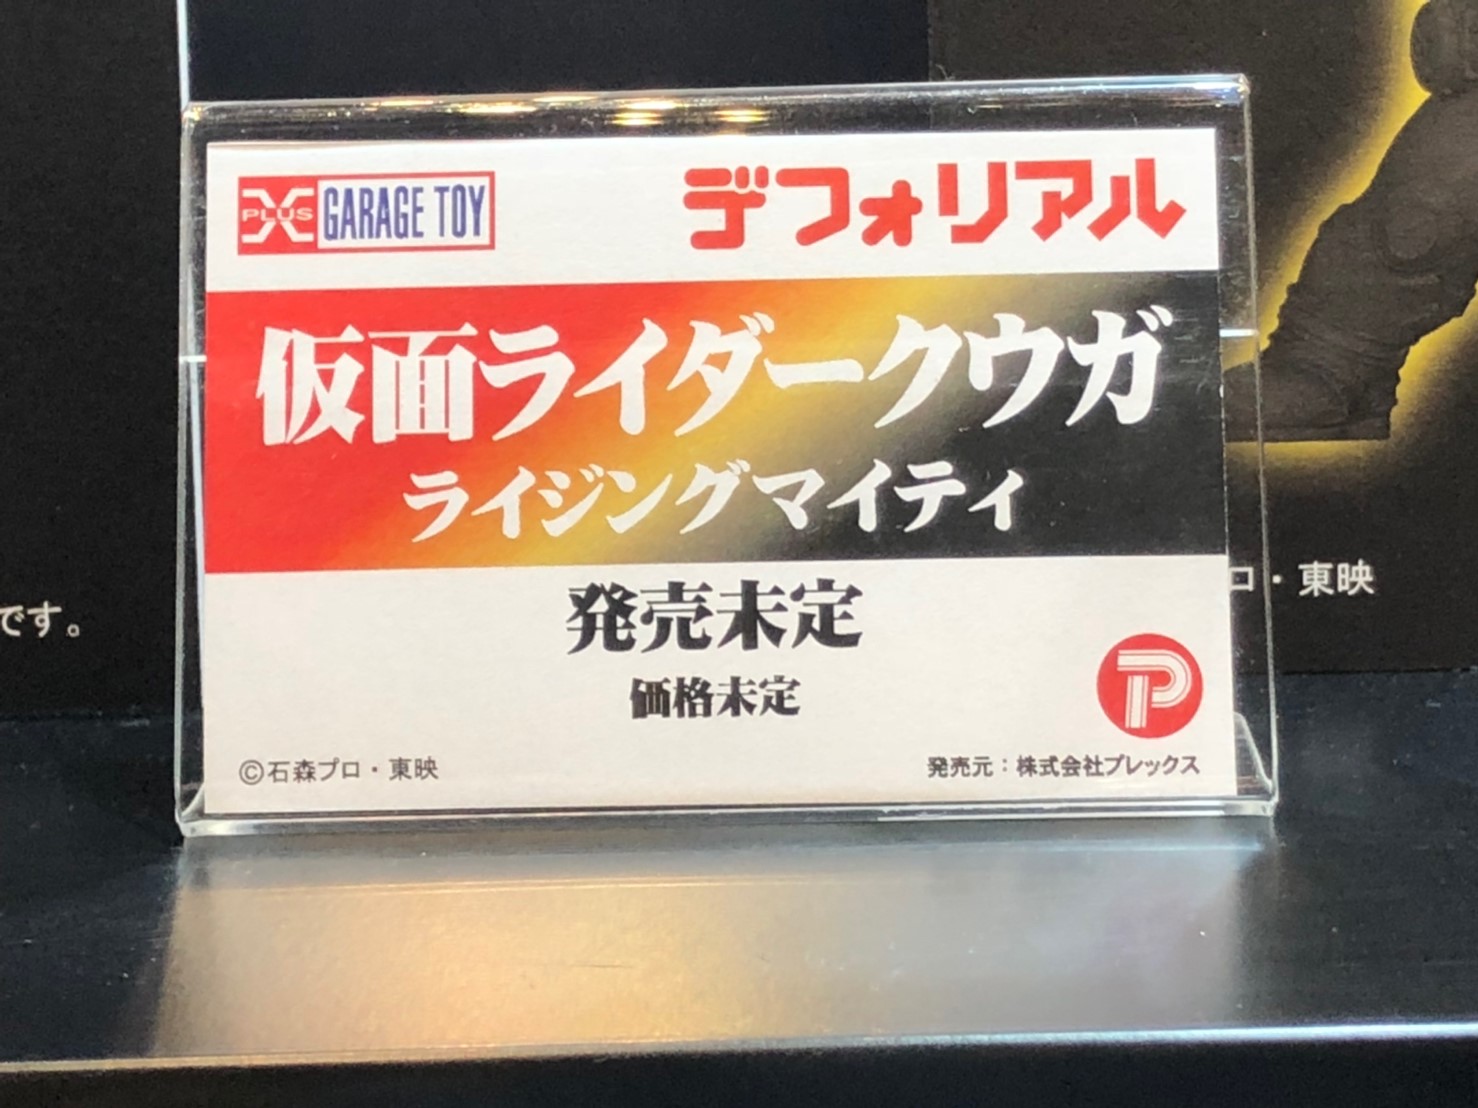 X PLUS GARAGE TOY
デフォリアル
仮面ライダークウガ
ライジングマイティ
発売未定
価格未定
©石森プロ・東映
発売元：株式会社プレックス
P
です。
ロ・東映